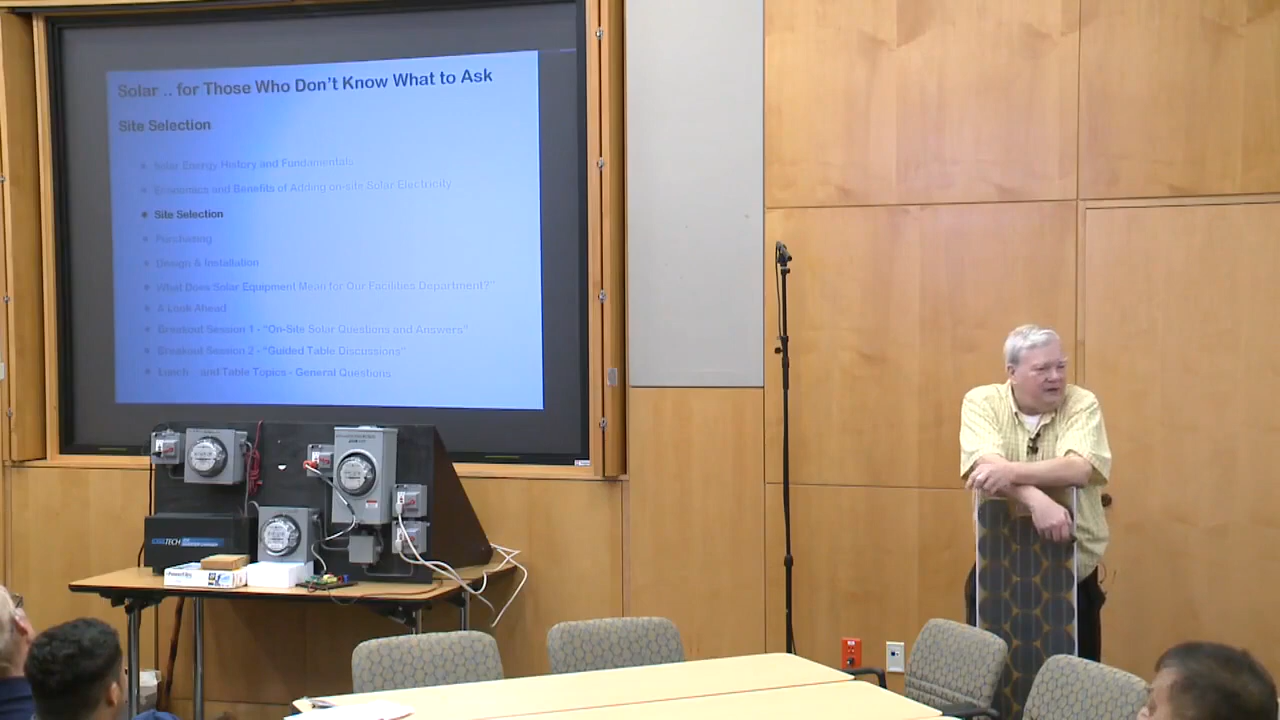 Solar .. for Those Who Don't Know What to Ask
Site Selection
• Solar Energy History and Fundamentals
• Economics and Benefits of Adding on-site Solar Electricity
• Site Selection
• Purchasing
• Design & Installation
• What Does Solar Equipment Mean for Our Facilities Department?"
• A Look Ahead
• Breakout Session 1 - "On-Site Solar Questions and Answers"
• Breakout Session 2 - "Guided Table Discussions"
• Lunch and Table Topics - General Questions